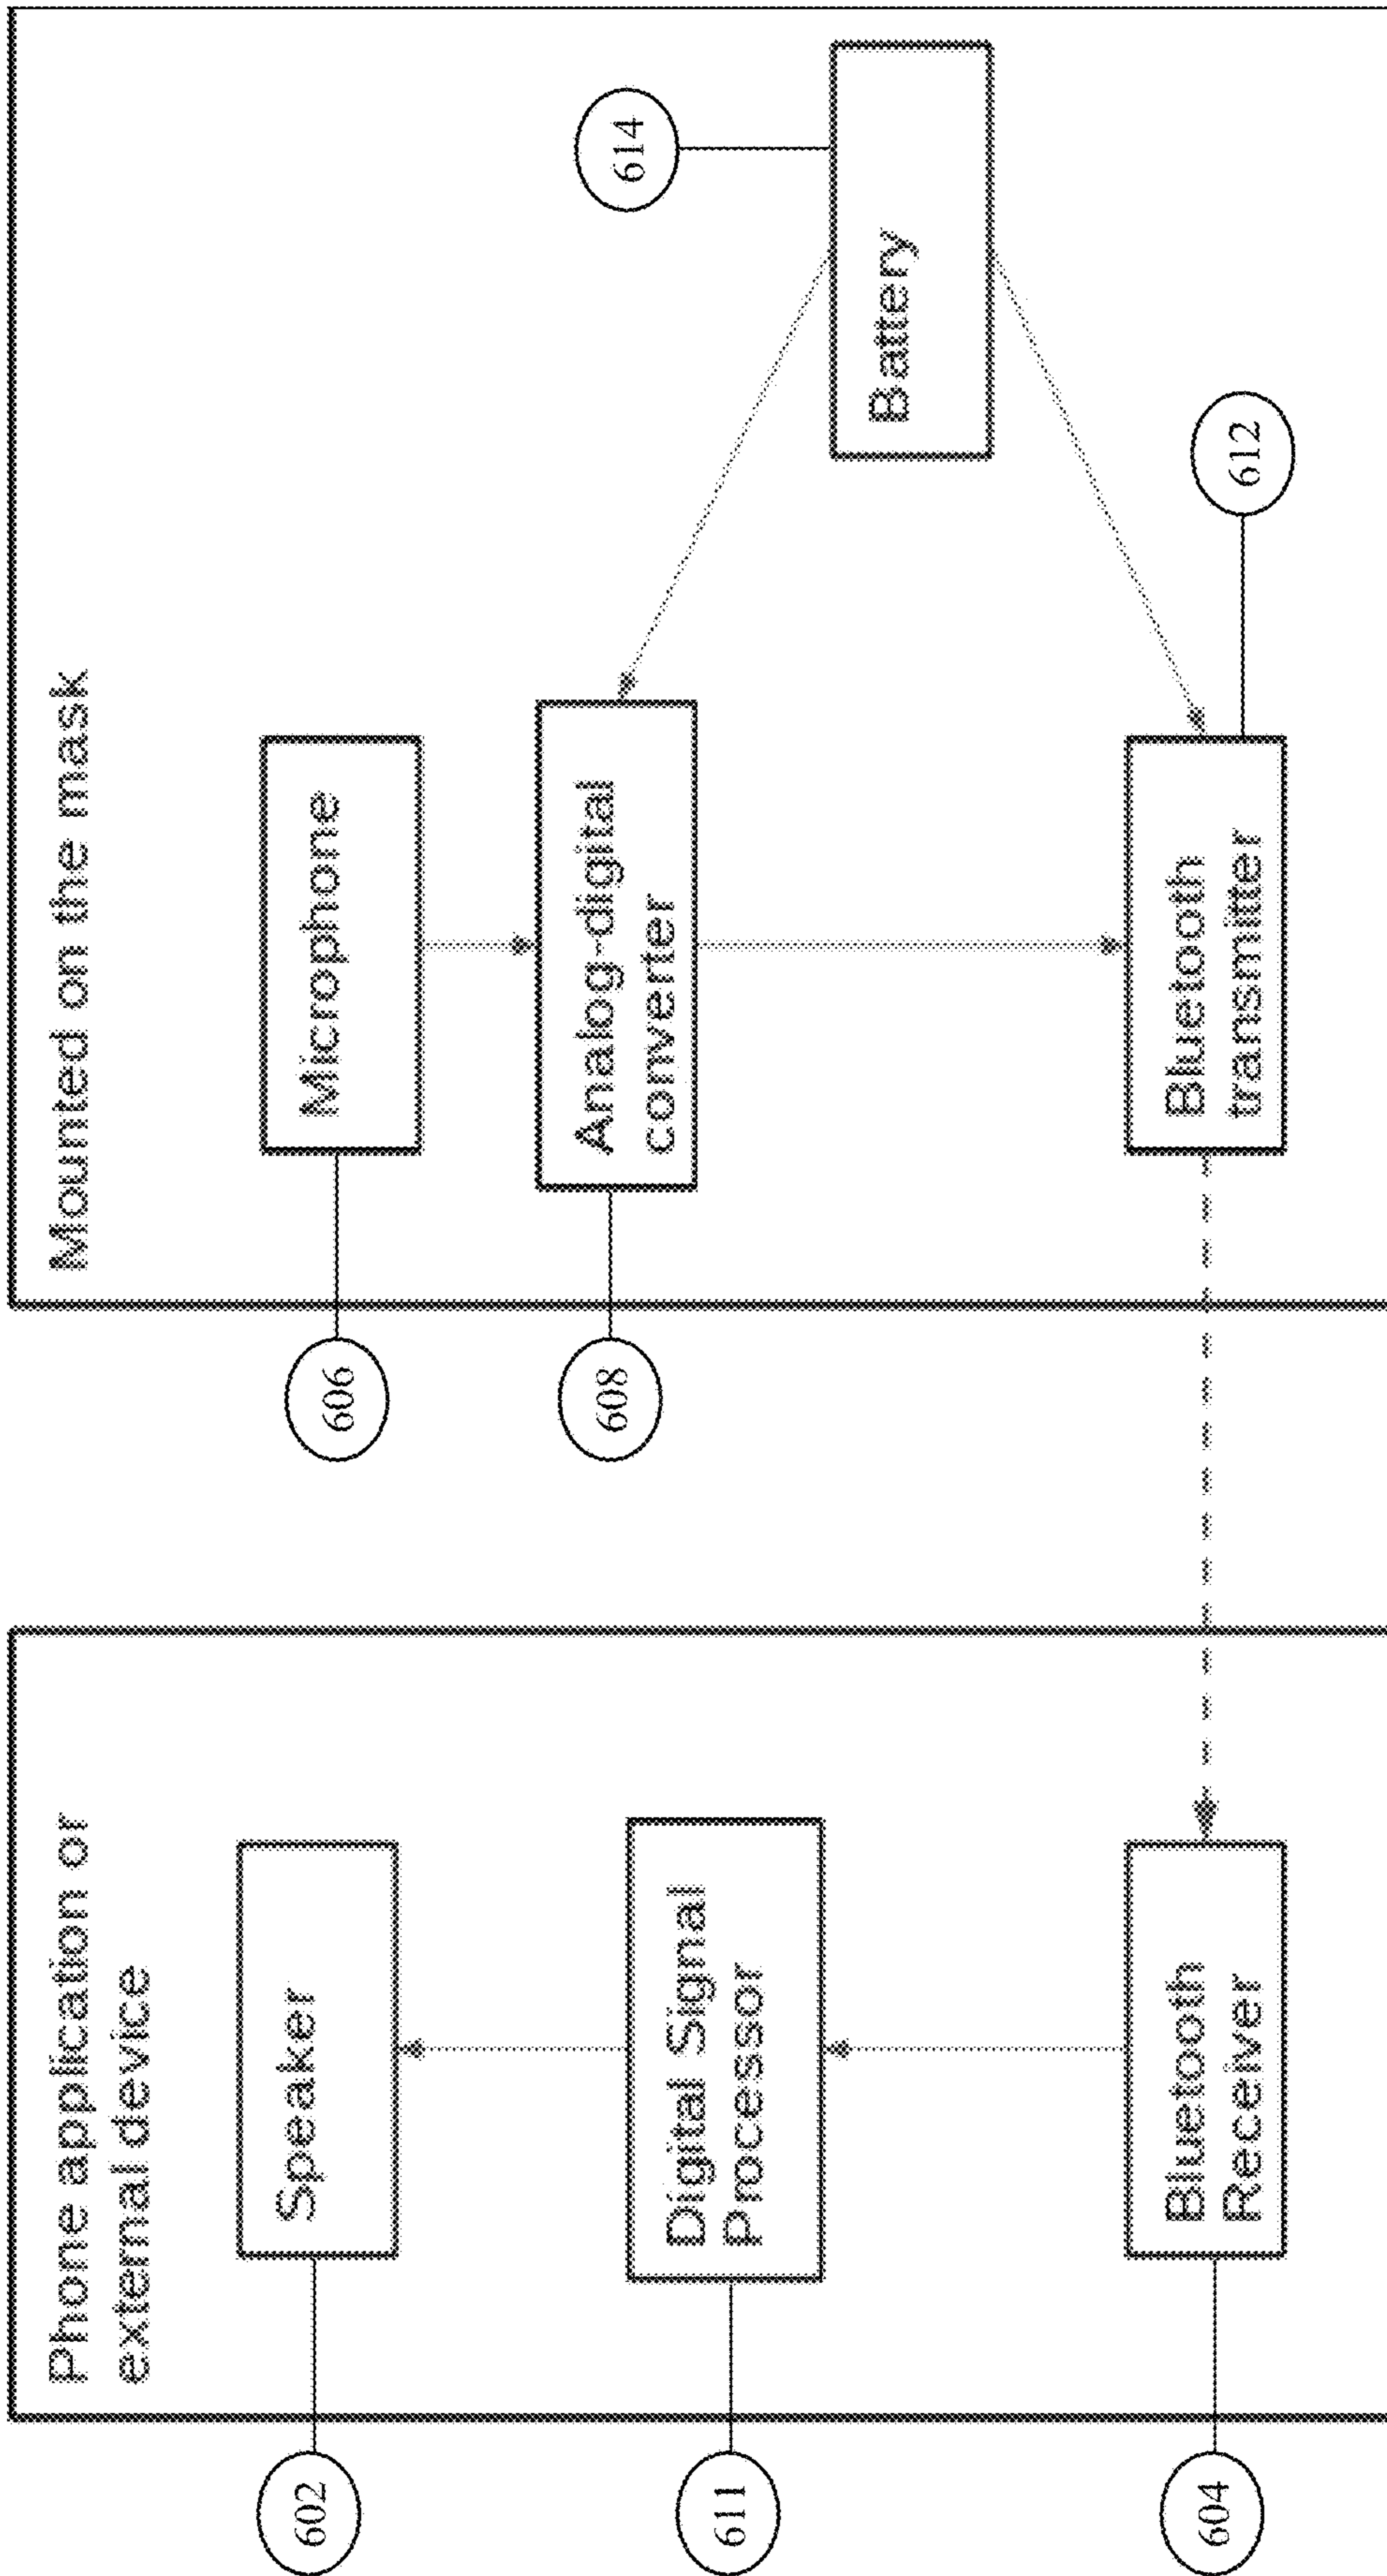 Phone application or
external device
602
Speaker
611
Digital Signal
Processor
604
Bluetooth
Receiver
Mounted on the mask
606
Microphone
608
Analog-digital
converter
614
Battery
612
Bluetooth
transmitter